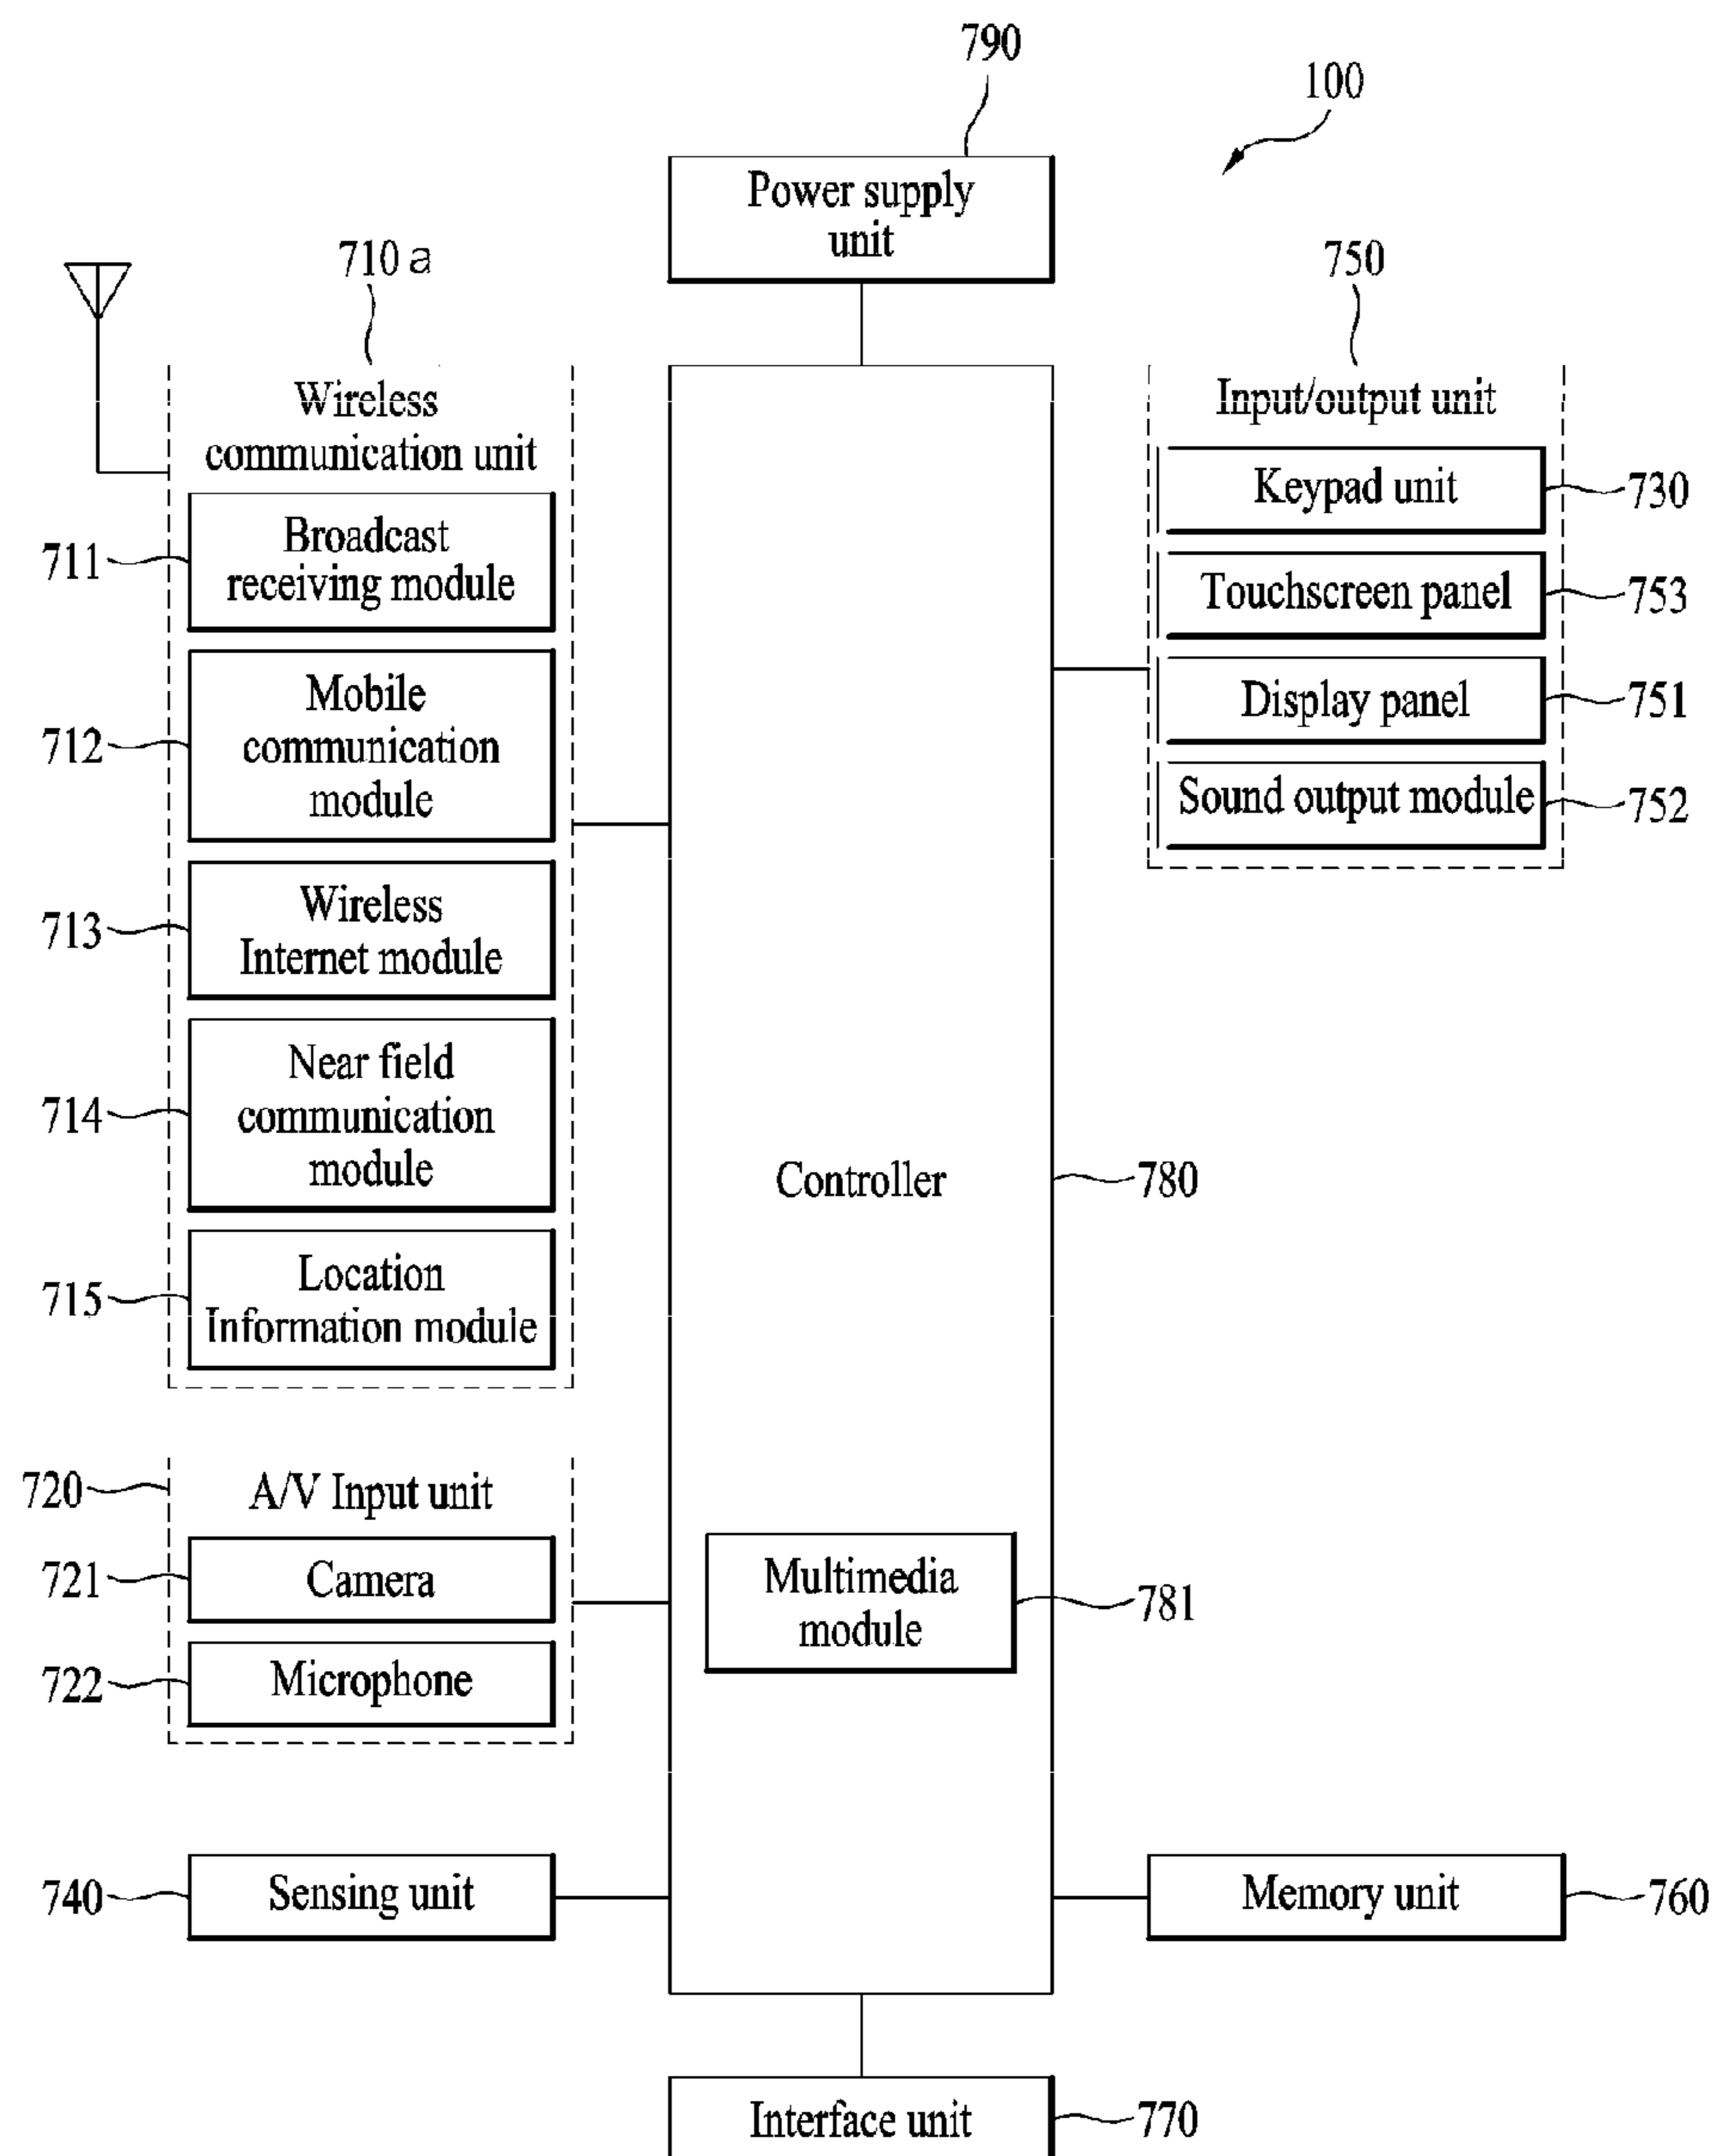 790
100
Power supply
unit
710 a
750
Wireless
communication unit
Input/output unit
711
Broadcast
receiving module
Keypad unit
730
Touchscreen panel
753
712
Mobile
communication
module
Display panel
751
Sound output module
752
713
Wireless
Internet module
714
Near field
communication
module
Controller
780
715
Location
Information module
720
A/V Input unit
721
Camera
Multimedia
module
781
722
Microphone
740
Sensing unit
Memory unit
760
Interface unit
770